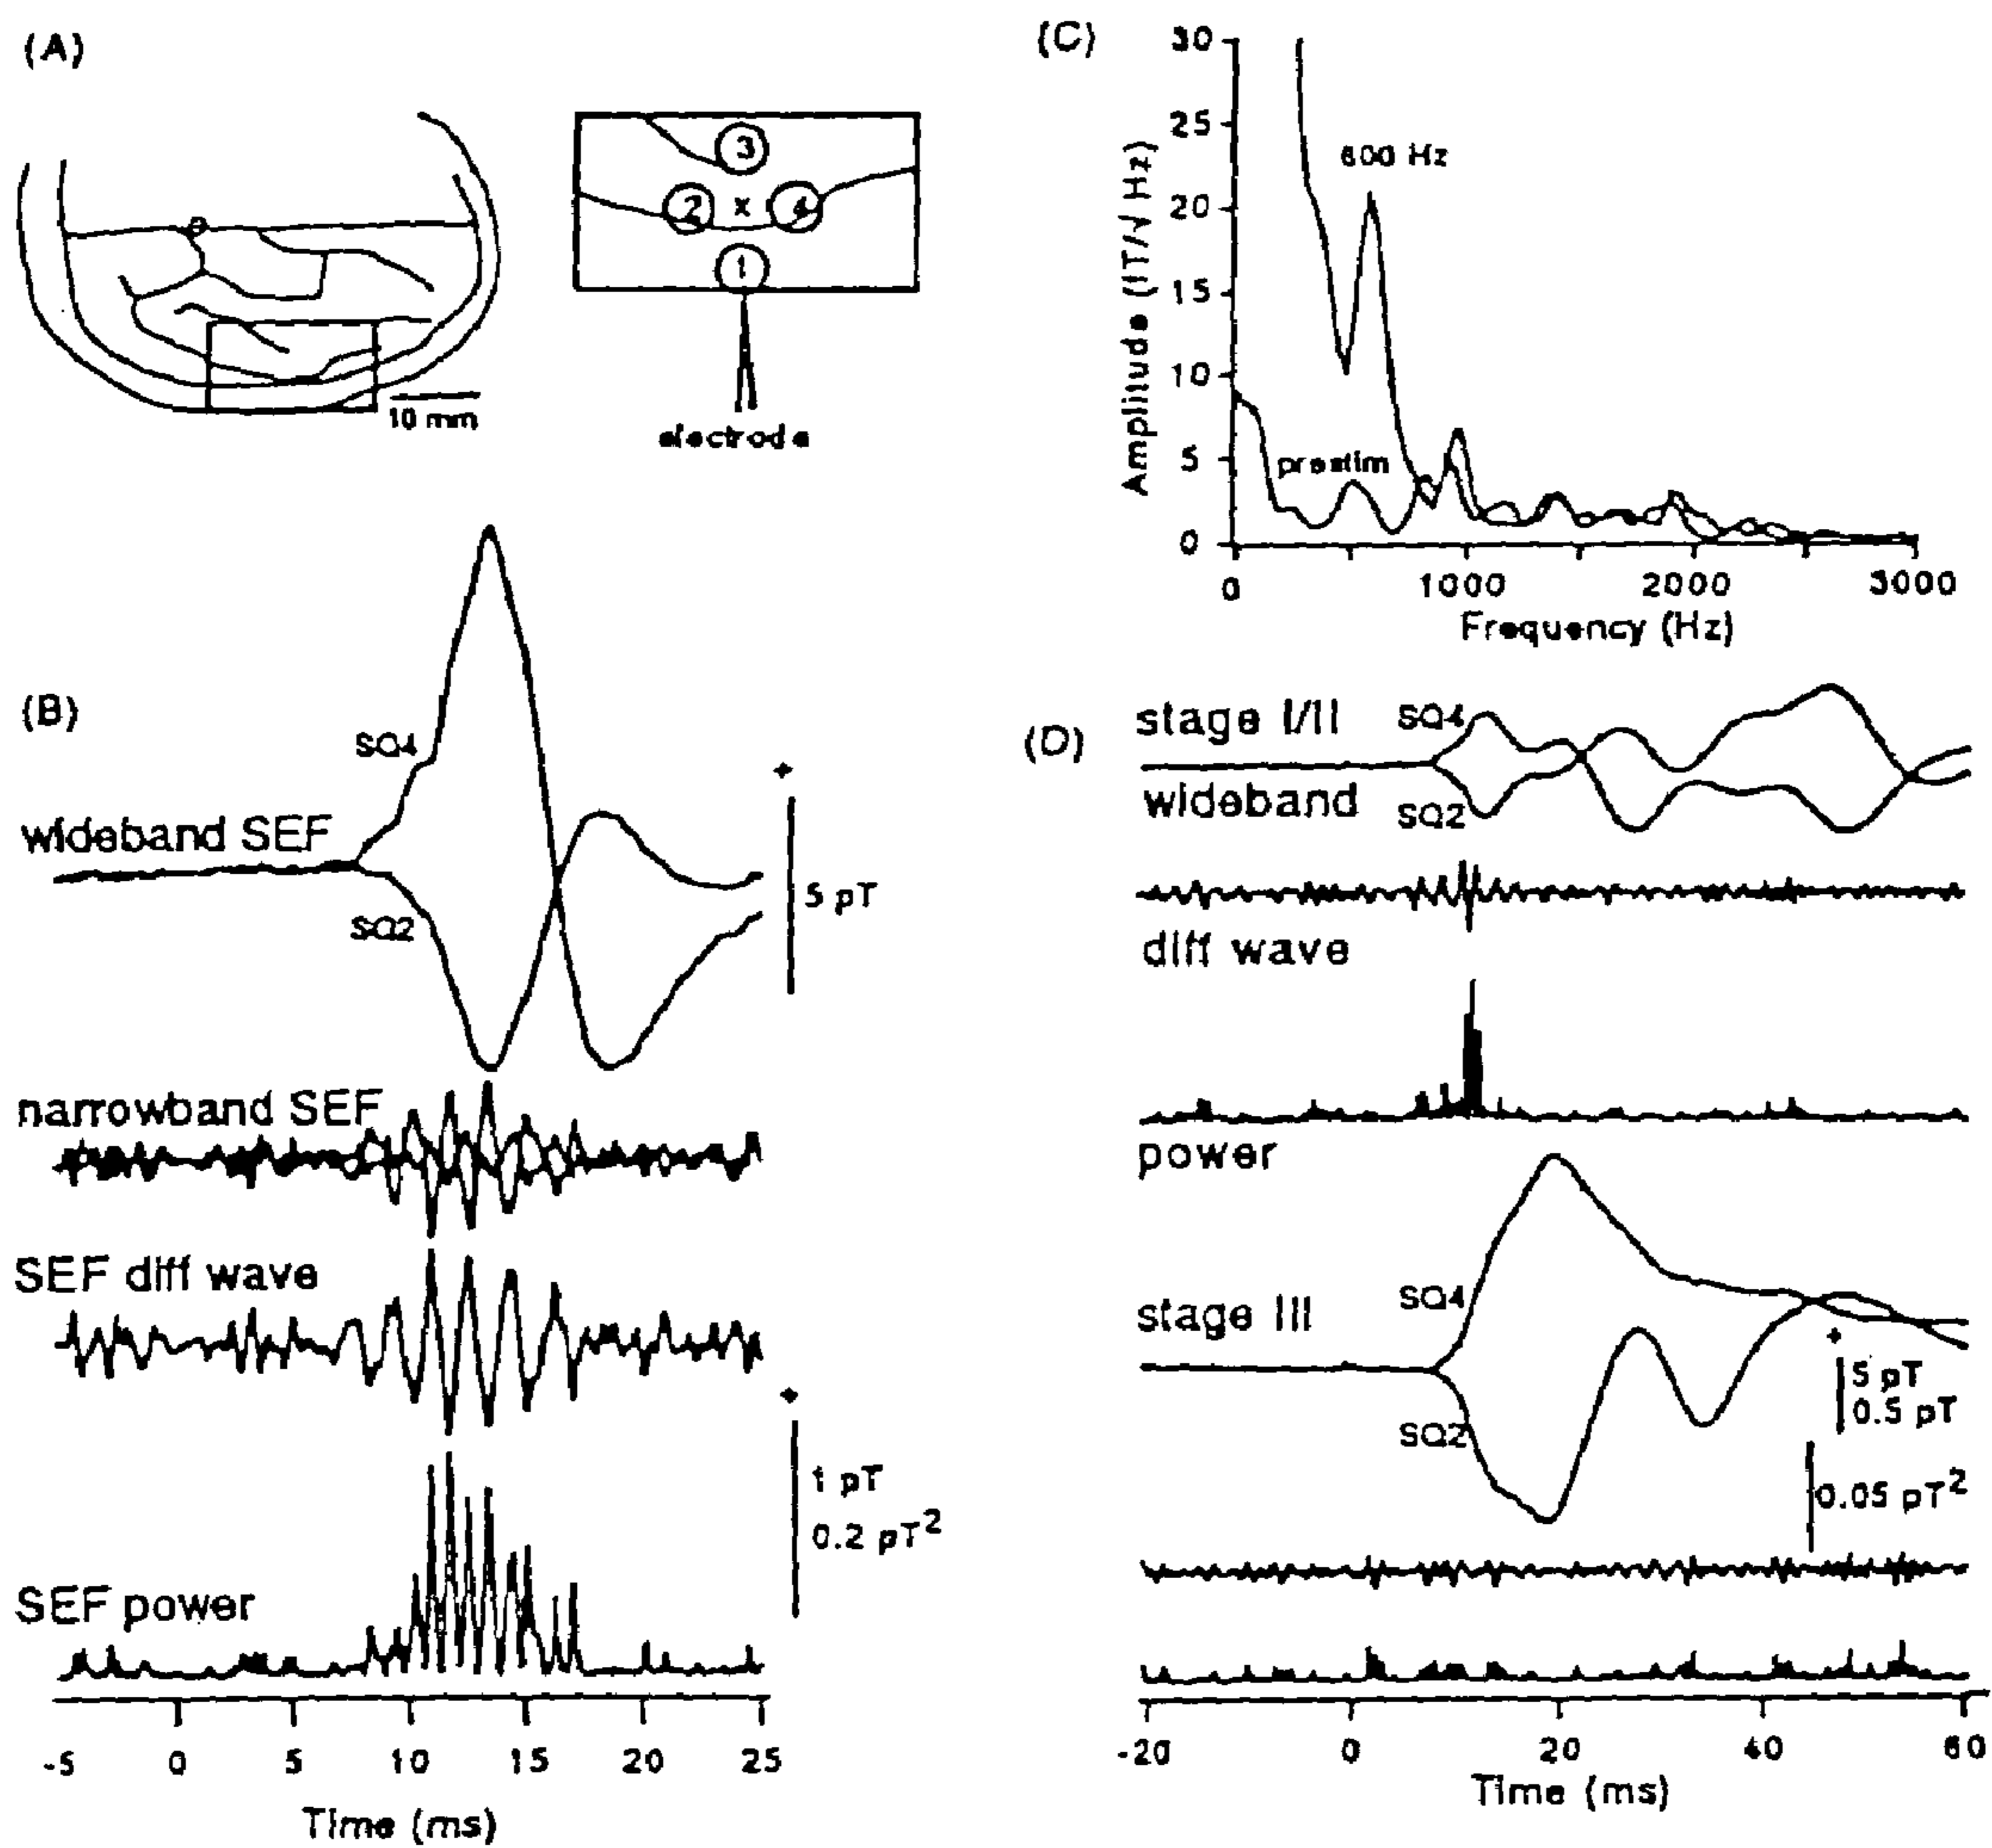 (A)
3
2 x 4
1
10 mm
electrode
(B)
SQ4
wideband SEF
SQ2
+
5 pT
narrowband SEF
SEF diff wave
+
1 pT
0.2 pT²
SEF power
-5 0 5 10 15 20 25
Time (ms)
(C)
30
25
20
15
10
5
0
Amplitude (fT/√Hz)
600 Hz
prestim
0 1000 2000 3000
Frequency (Hz)
(D)
stage I/II
SQ4
wideband
SQ2
diff wave
power
stage III
SQ4
SQ2
+
5 pT
0.5 pT
0.05 pT²
-20 0 20 40 60
Time (ms)